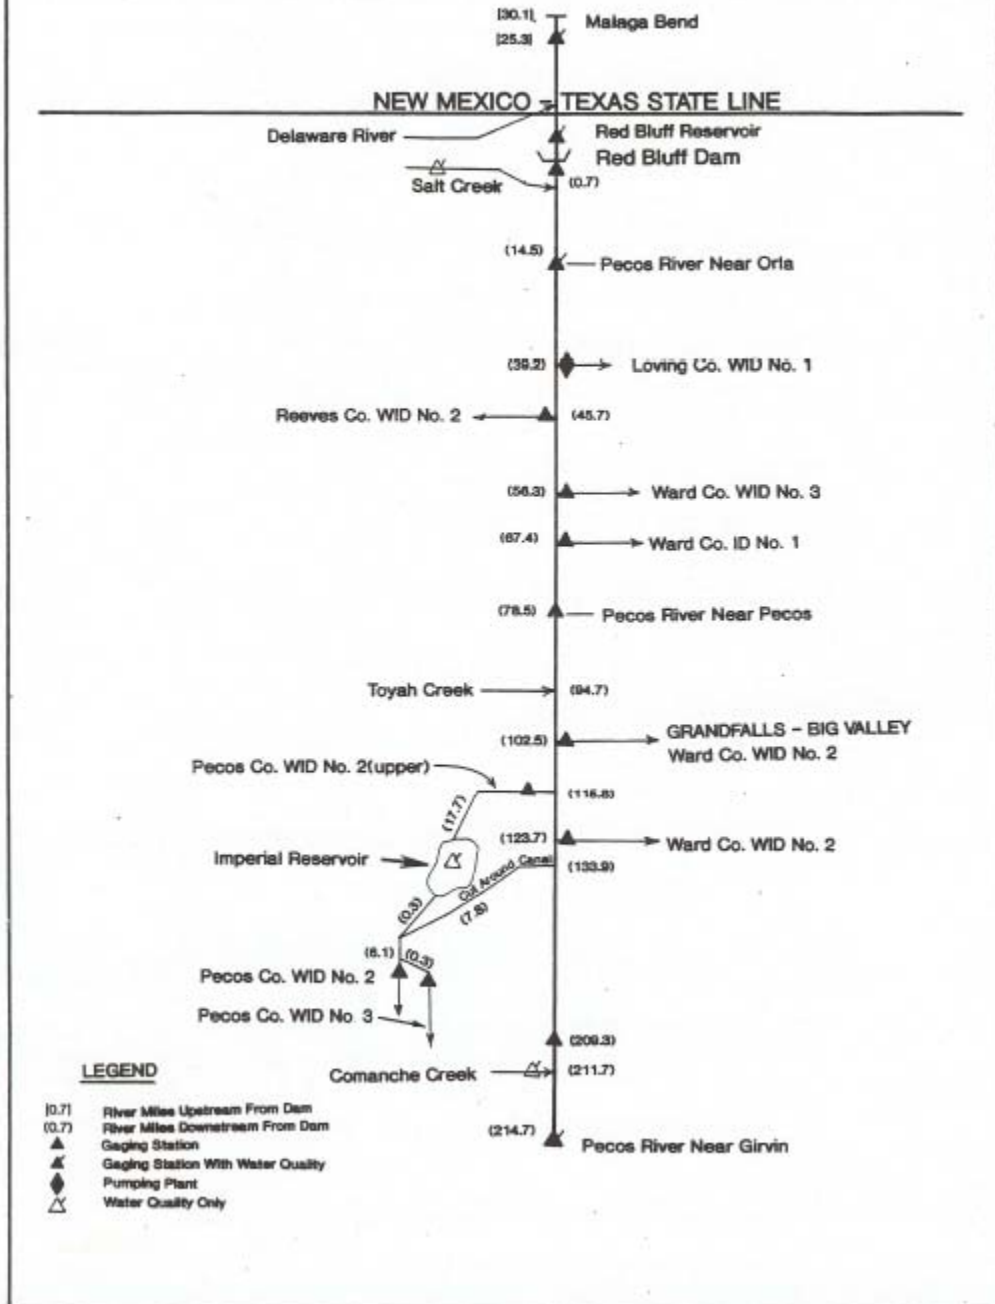 [30.1] Malaga Bend
[25.3]
NEW MEXICO - TEXAS STATE LINE
Delaware River
Red Bluff Reservoir
Red Bluff Dam
Salt Creek
(0.7)
(14.5) Pecos River Near Orla
(39.2) Loving Co. WID No. 1
Reeves Co. WID No. 2 (45.7)
(56.3) Ward Co. WID No. 3
(67.4) Ward Co. ID No. 1
(78.5) Pecos River Near Pecos
Toyah Creek (94.7)
(102.5) GRANDFALLS - BIG VALLEY
Ward Co. WID No. 2
Pecos Co. WID No. 2(upper)
(17.7)
(123.7) Ward Co. WID No. 2
Imperial Reservoir
Cut Around Canal
(133.9)
(0.3)
(7.8)
(6.1) (0.3)
Pecos Co. WID No. 2
Pecos Co. WID No. 3
(209.3)
Comanche Creek (211.7)
(214.7) Pecos River Near Girvin
LEGEND
[0.7] River Miles Upstream From Dam
(0.7) River Miles Downstream From Dam
Gaging Station
Gaging Station With Water Quality
Pumping Plant
Water Quality Only